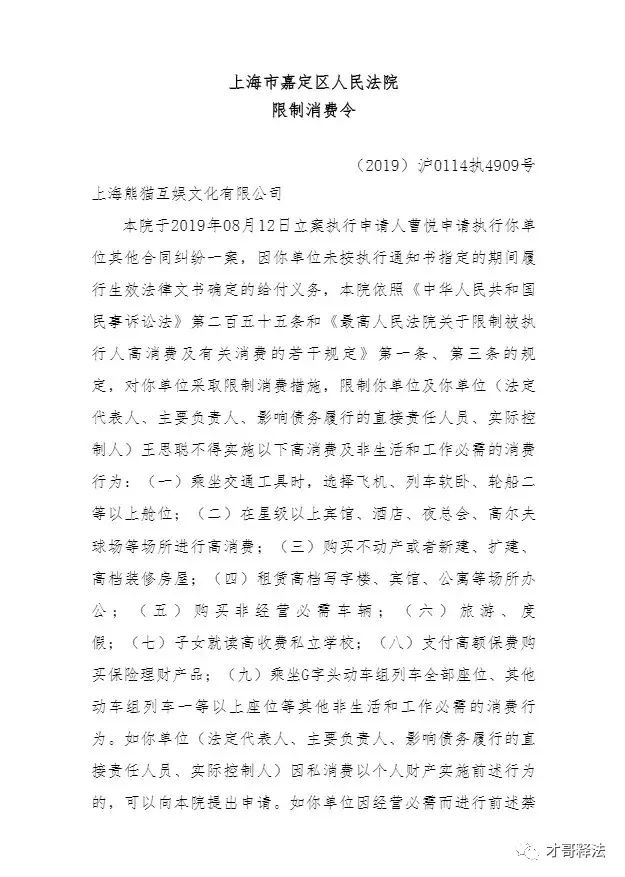 上海市嘉定区人民法院
限制消费令
（2019）沪0114执4909号
上海熊猫互娱文化有限公司
本院于2019年08月12日立案执行申请人曹悦申请执行你单
位其他合同纠纷一案，因你单位未按执行通知书指定的期间履
行生效法律文书确定的给付义务，本院依照《中华人民共和国
民事诉讼法》第二百五十五条和《最高人民法院关于限制被执
行人高消费及有关消费的若干规定》第一条、第三条的规
定，对你单位采取限制消费措施，限制你单位及你单位（法定
代表人、主要负责人、影响债务履行的直接责任人员、实际控
制人）王思聪不得实施以下高消费及非生活和工作必需的消费
行为：（一）乘坐交通工具时，选择飞机、列车软卧、轮船二
等以上舱位；（二）在星级以上宾馆、酒店、夜总会、高尔夫
球场等场所进行高消费；（三）购买不动产或者新建、扩建、
高档装修房屋；（四）租赁高档写字楼、宾馆、公寓等场所办
公；（五）购买非经营必需车辆；（六）旅游、度
假；（七）子女就读高收费私立学校；（八）支付高额保费购
买保险理财产品；（九）乘坐G字头动车组列车全部座位、其他
动车组列车一等以上座位等其他非生活和工作必需的消费行
为。如你单位（法定代表人、主要负责人、影响债务履行的直
接责任人员、实际控制人）因私消费以个人财产实施前述行为
的，可以向本院提出申请。如你单位因经营必需而进行前述禁
才哥释法